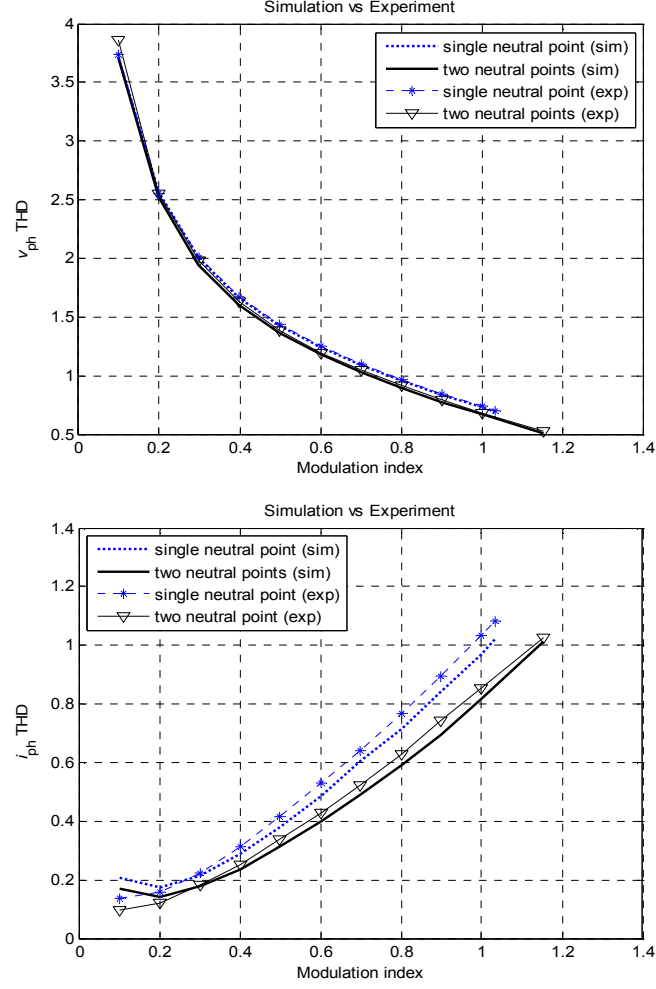 Simulation vs Experiment
4
3.5
3
2.5
2
1.5
1
0.5
v_ph THD
single neutral point (sim)
two neutral points (sim)
single neutral point (exp)
two neutral points (exp)
0 0.2 0.4 0.6 0.8 1 1.2 1.4
Modulation index
Simulation vs Experiment
1.4
1.2
1
0.8
0.6
0.4
0.2
0
i_ph THD
single neutral point (sim)
two neutral points (sim)
single neutral point (exp)
two neutral point (exp)
0 0.2 0.4 0.6 0.8 1 1.2 1.4
Modulation index